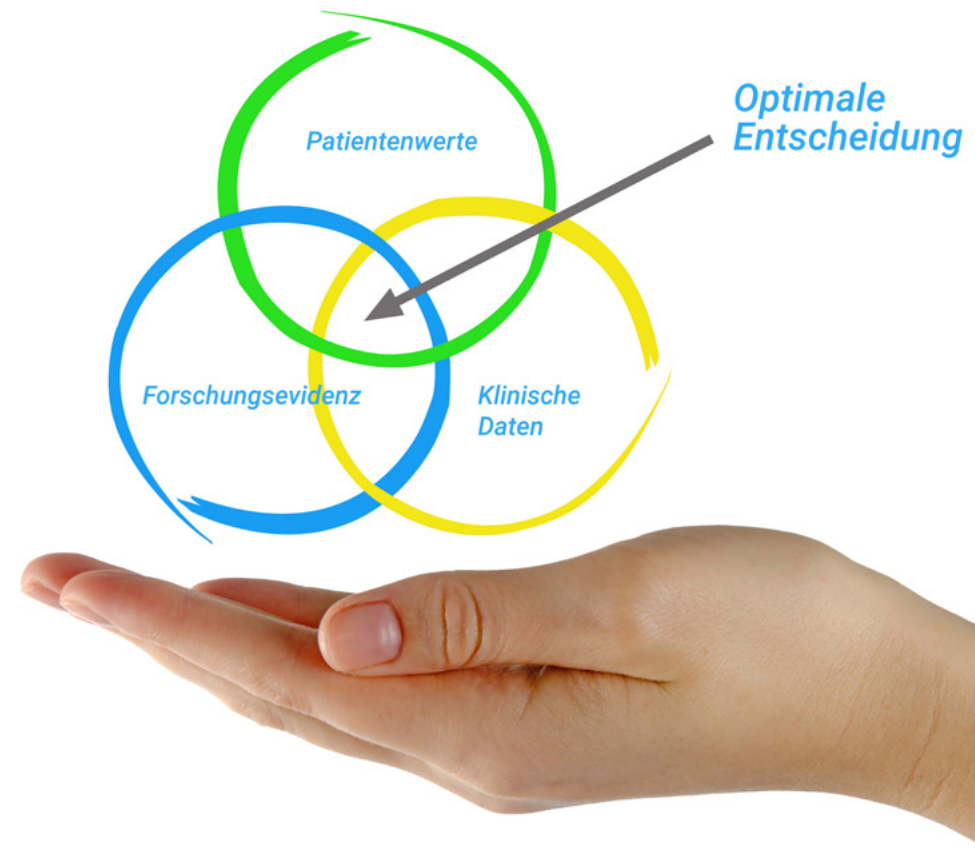 Patientenwerte
Optimale
Entscheidung
Forschungsevidenz
Klinische
Daten